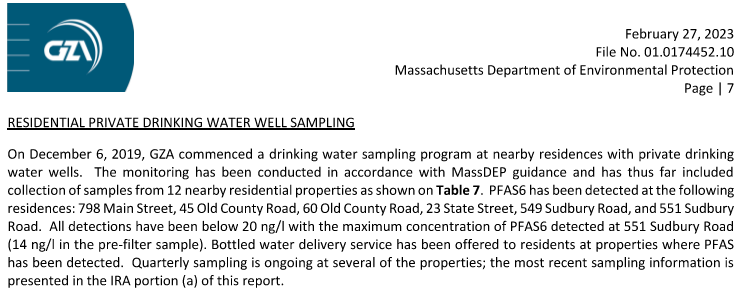 GZA
February 27, 2023
File No. 01.0174452.10
Massachusetts Department of Environmental Protection
Page | 7
RESIDENTIAL PRIVATE DRINKING WATER WELL SAMPLING
On December 6, 2019, GZA commenced a drinking water sampling program at nearby residences with private drinking
water wells. The monitoring has been conducted in accordance with MassDEP guidance and has thus far included
collection of samples from 12 nearby residential properties as shown on Table 7. PFAS6 has been detected at the following
residences: 798 Main Street, 45 Old County Road, 60 Old County Road, 23 State Street, 549 Sudbury Road, and 551 Sudbury
Road. All detections have been below 20 ng/l with the maximum concentration of PFAS6 detected at 551 Sudbury Road
(14 ng/l in the pre-filter sample). Bottled water delivery service has been offered to residents at properties where PFAS
has been detected. Quarterly sampling is ongoing at several of the properties; the most recent sampling information is
presented in the IRA portion (a) of this report.